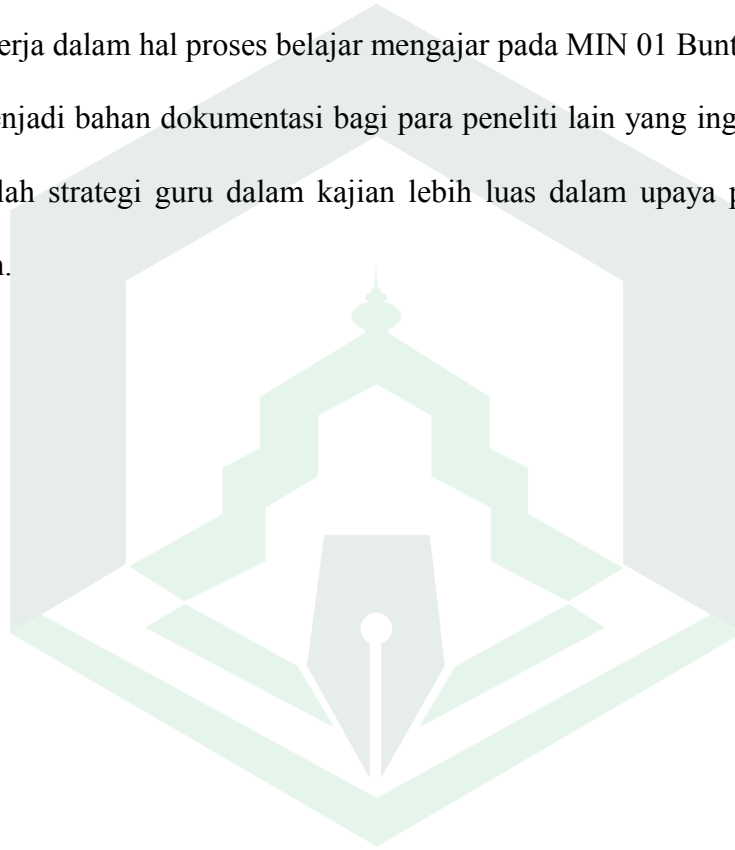 erja dalam hal proses belajar mengajar pada MIN 01 Bunt
enjadi bahan dokumentasi bagi para peneliti lain yang ing
lah strategi guru dalam kajian lebih luas dalam upaya p
n.